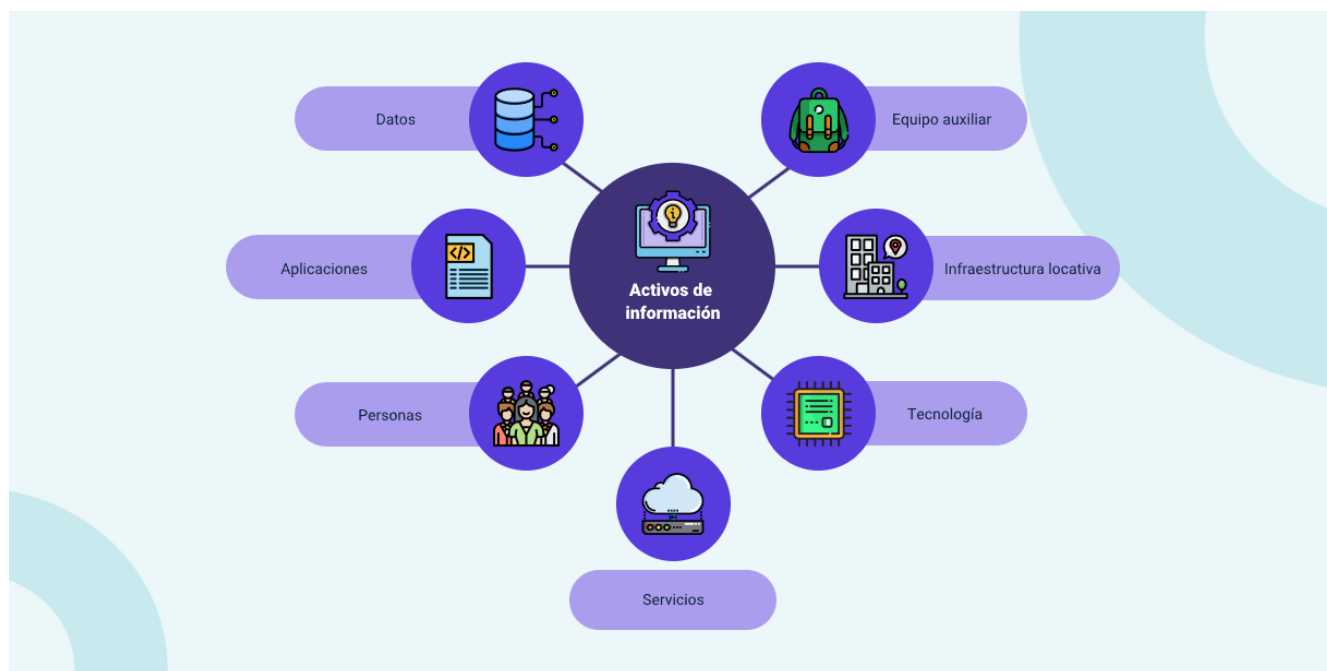 Datos
Equipo auxiliar
Aplicaciones
Activos de
información
Infraestructura locativa
Personas
Tecnología
Servicios